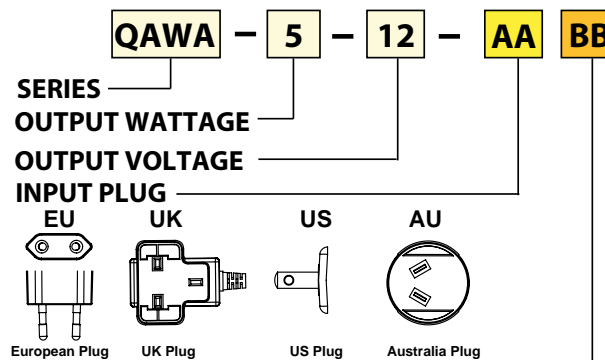 QAWA – 5 – 12 – AA BB
SERIES
OUTPUT WATTAGE
OUTPUT VOLTAGE
INPUT PLUG
EU UK US AU
European Plug UK Plug US Plug Australia Plug